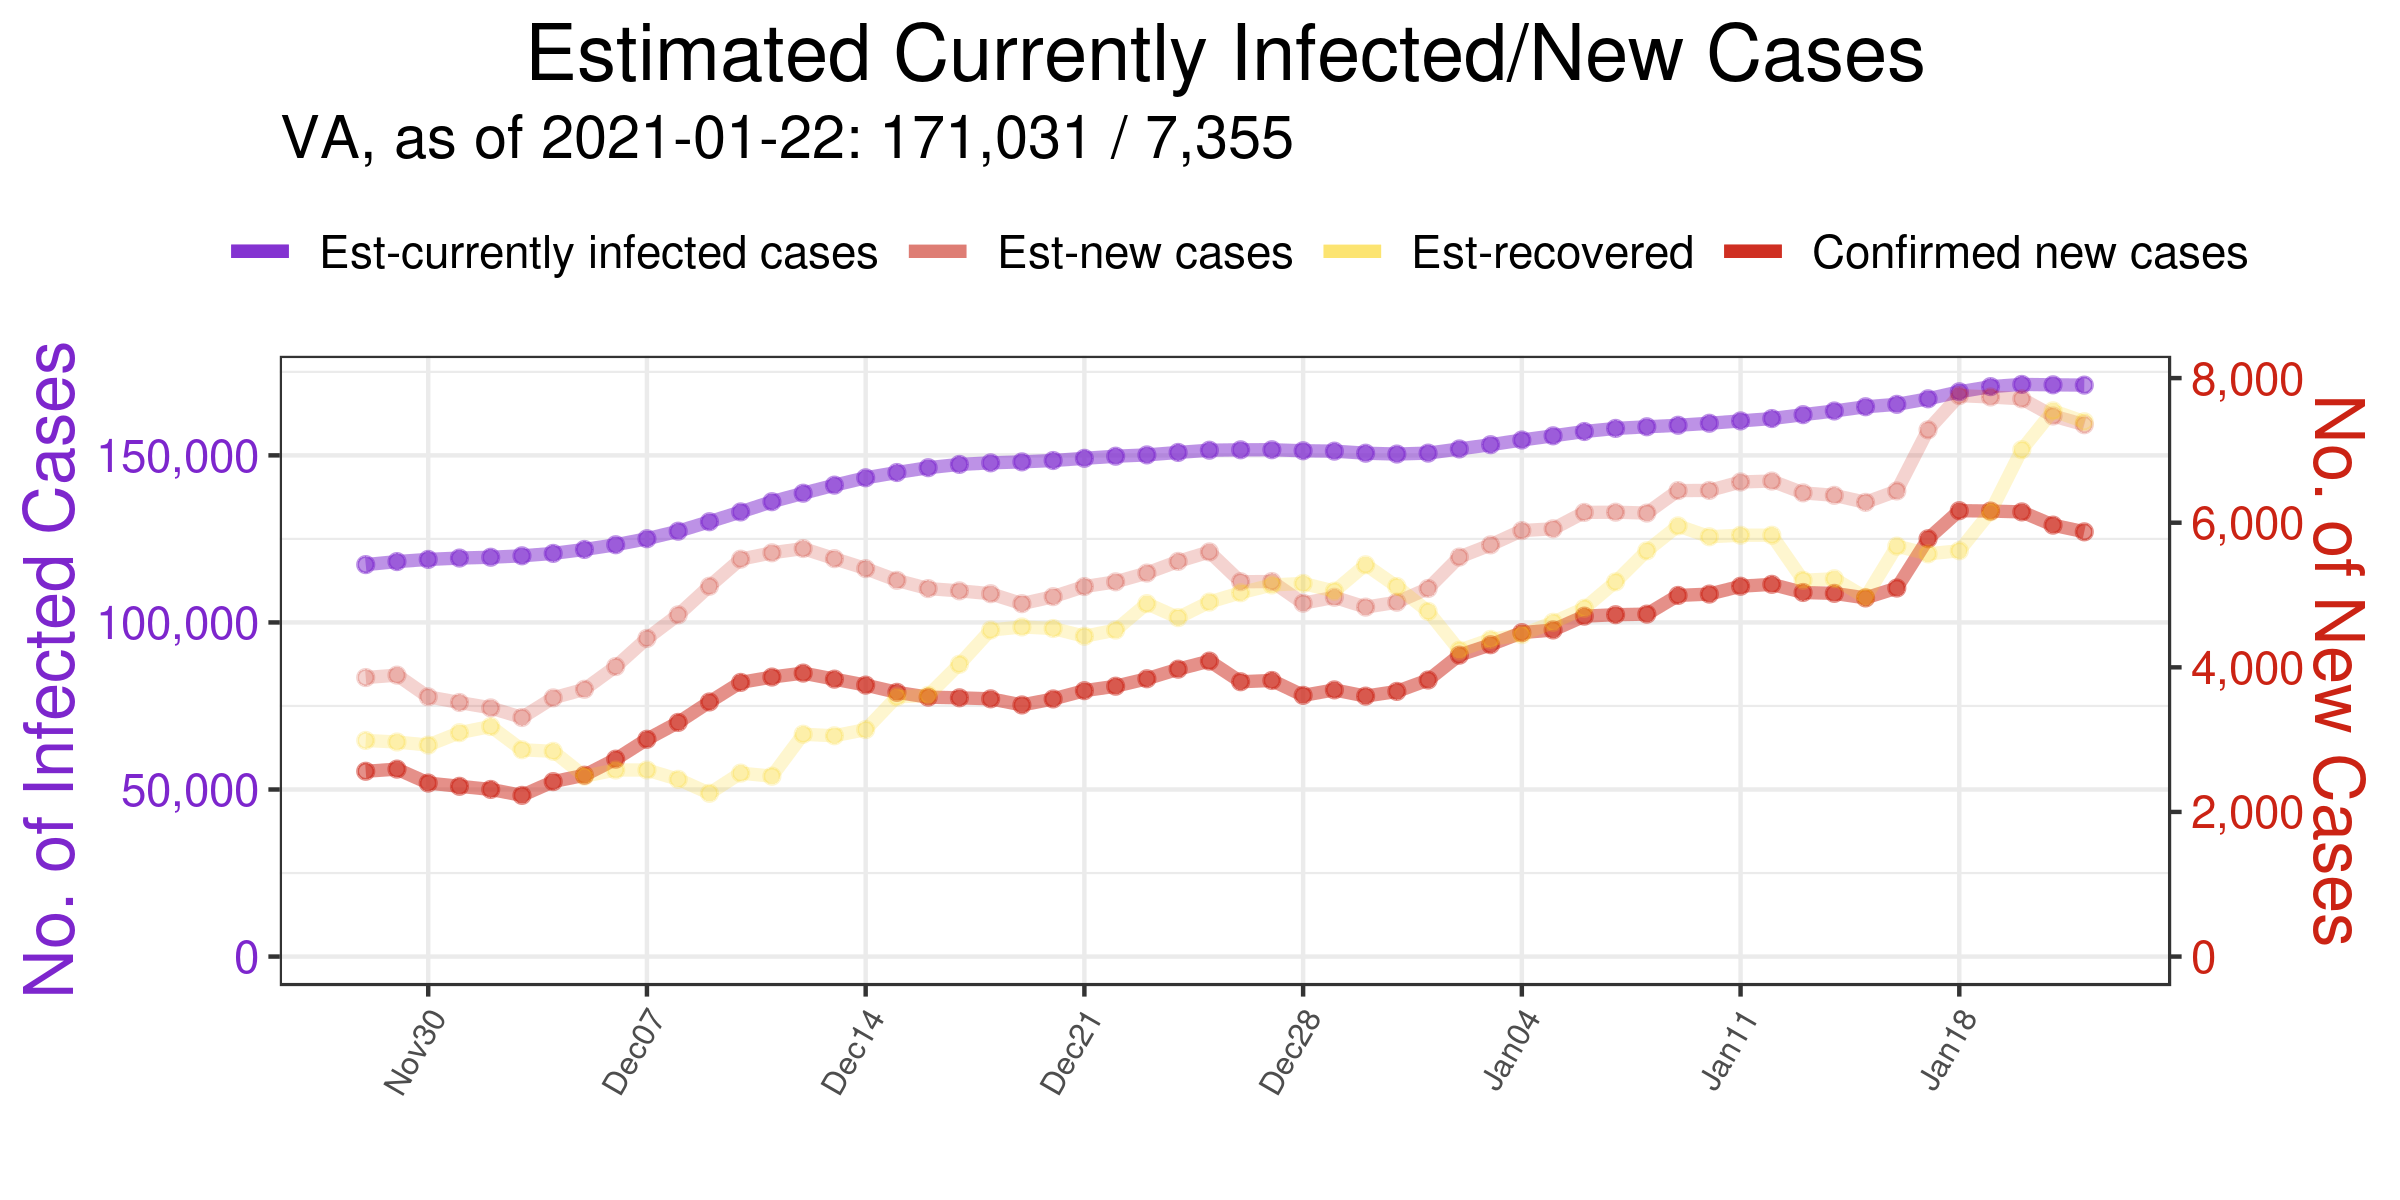 Estimated Currently Infected/New Cases
VA, as of 2021-01-22: 171,031 / 7,355
Est-currently infected cases Est-new cases Est-recovered Confirmed new cases
No. of Infected Cases
150,000
100,000
50,000
0
8,000
6,000
4,000
2,000
0
No. of New Cases
Nov30 Dec07 Dec14 Dec21 Dec28 Jan04 Jan11 Jan18